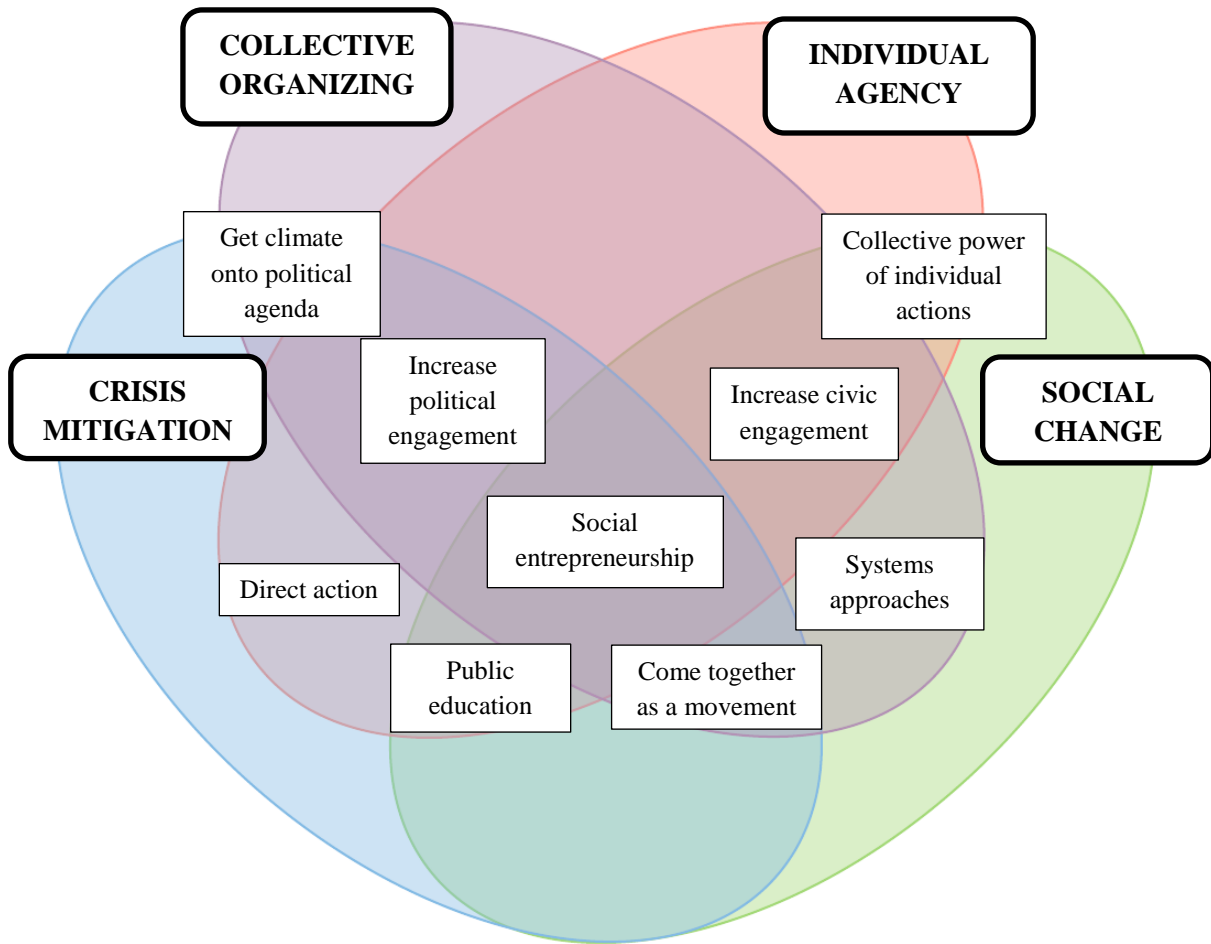 COLLECTIVE
ORGANIZING
INDIVIDUAL
AGENCY
Get climate
onto political
agenda
Collective power
of individual
actions
CRISIS
MITIGATION
Increase
political
engagement
Increase civic
engagement
SOCIAL
CHANGE
Social
entrepreneurship
Direct action
Systems
approaches
Public
education
Come together
as a movement